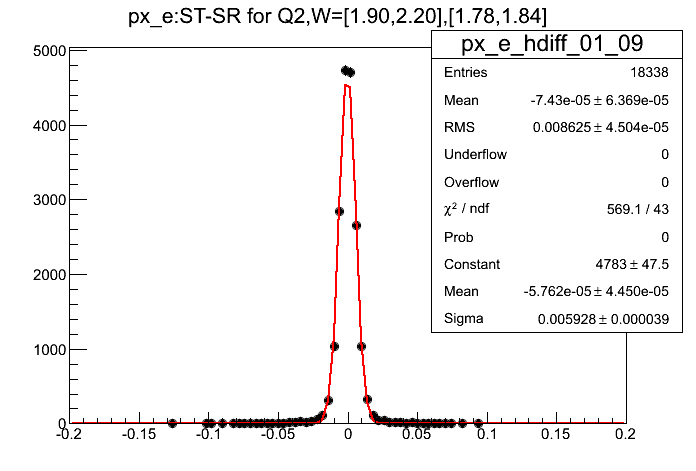 px_e:ST-SR for Q2,W=[1.90,2.20],[1.78,1.84]
px_e_hdiff_01_09
Entries 18338
Mean -7.43e-05 ± 6.369e-05
RMS 0.008625 ± 4.504e-05
Underflow 0
Overflow 0
χ² / ndf 569.1 / 43
Prob 0
Constant 4783 ± 47.5
Mean -5.762e-05 ± 4.450e-05
Sigma 0.005928 ± 0.000039
5000
4000
3000
2000
1000
0
-0.2 -0.15 -0.1 -0.05 0 0.05 0.1 0.15 0.2